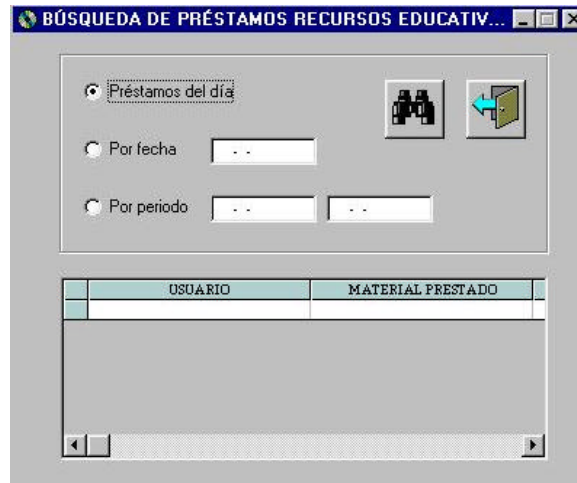 BÚSQUEDA DE PRÉSTAMOS RECURSOS EDUCATIV...
Préstamos del día
Por fecha - -
Por periodo - - - -
USUARIO MATERIAL PRESTADO